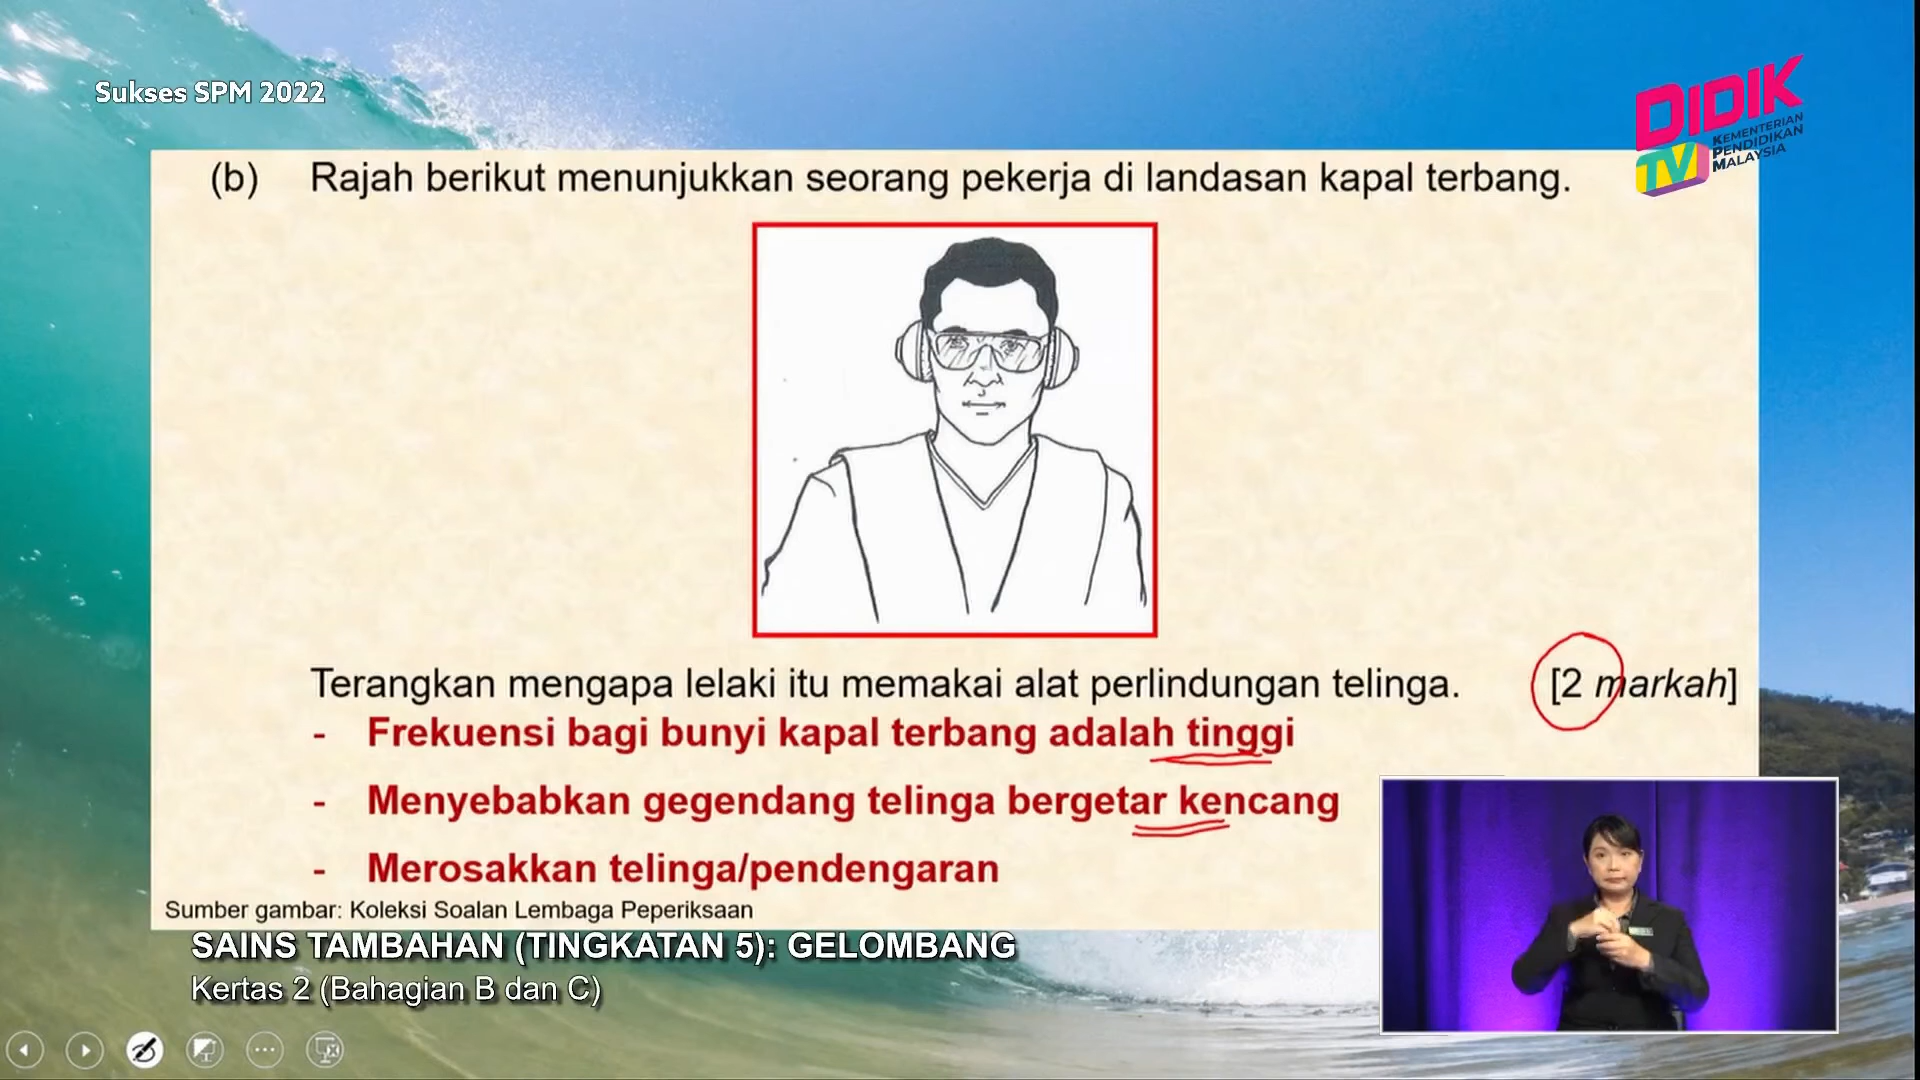 Sukses SPM 2022
DIDIK
TV
KEMENTERIAN
PENDIDIKAN
MALAYSIA
(b) Rajah berikut menunjukkan seorang pekerja di landasan kapal terbang.
Terangkan mengapa lelaki itu memakai alat perlindungan telinga. [2 markah]
- Frekuensi bagi bunyi kapal terbang adalah tinggi
- Menyebabkan gegendang telinga bergetar kencang
- Merosakkan telinga/pendengaran
Sumber gambar: Koleksi Soalan Lembaga Peperiksaan
SAINS TAMBAHAN (TINGKATAN 5): GELOMBANG
Kertas 2 (Bahagian B dan C)